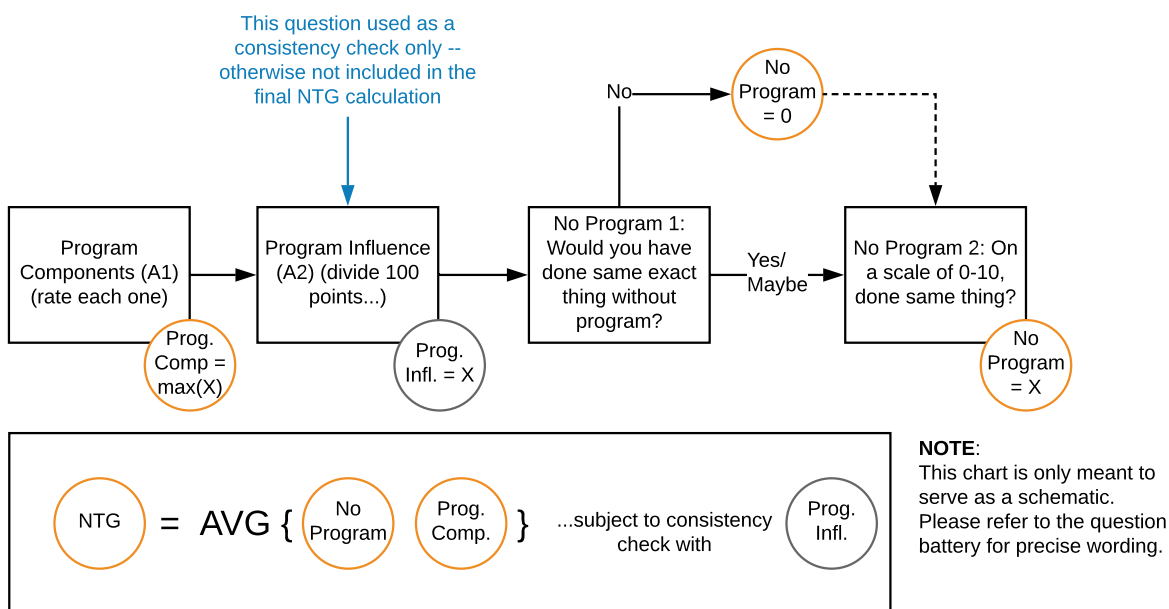 This question used as a
consistency check only --
otherwise not included in the
final NTG calculation
No
No
Program
= 0
Program
Components (A1)
(rate each one)
Prog.
Comp =
max(X)
Program Influence
(A2) (divide 100
points...)
Prog.
Infl. = X
No Program 1:
Would you have
done same exact
thing without
program?
Yes/
Maybe
No Program 2: On
a scale of 0-10,
done same thing?
No
Program
= X
NTG
= AVG {
No
Program
Prog.
Comp.
}
...subject to consistency
check with
Prog.
Infl.
NOTE:
This chart is only meant to
serve as a schematic.
Please refer to the question
battery for precise wording.